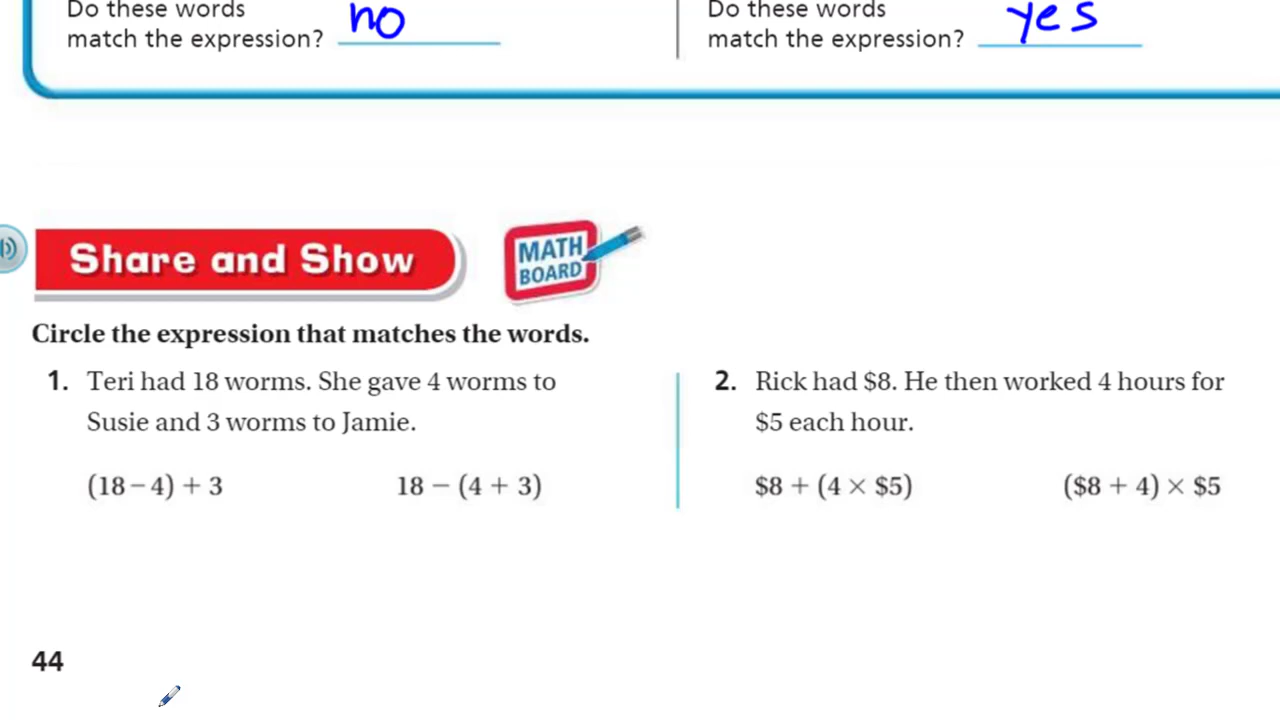 Do these words
match the expression? no
Do these words
match the expression? yes
Share and Show
MATH
BOARD
Circle the expression that matches the words.
1. Teri had 18 worms. She gave 4 worms to
Susie and 3 worms to Jamie.
(18 − 4) + 3 18 − (4 + 3)
2. Rick had $8. He then worked 4 hours for
$5 each hour.
$8 + (4 × $5) ($8 + 4) × $5
44